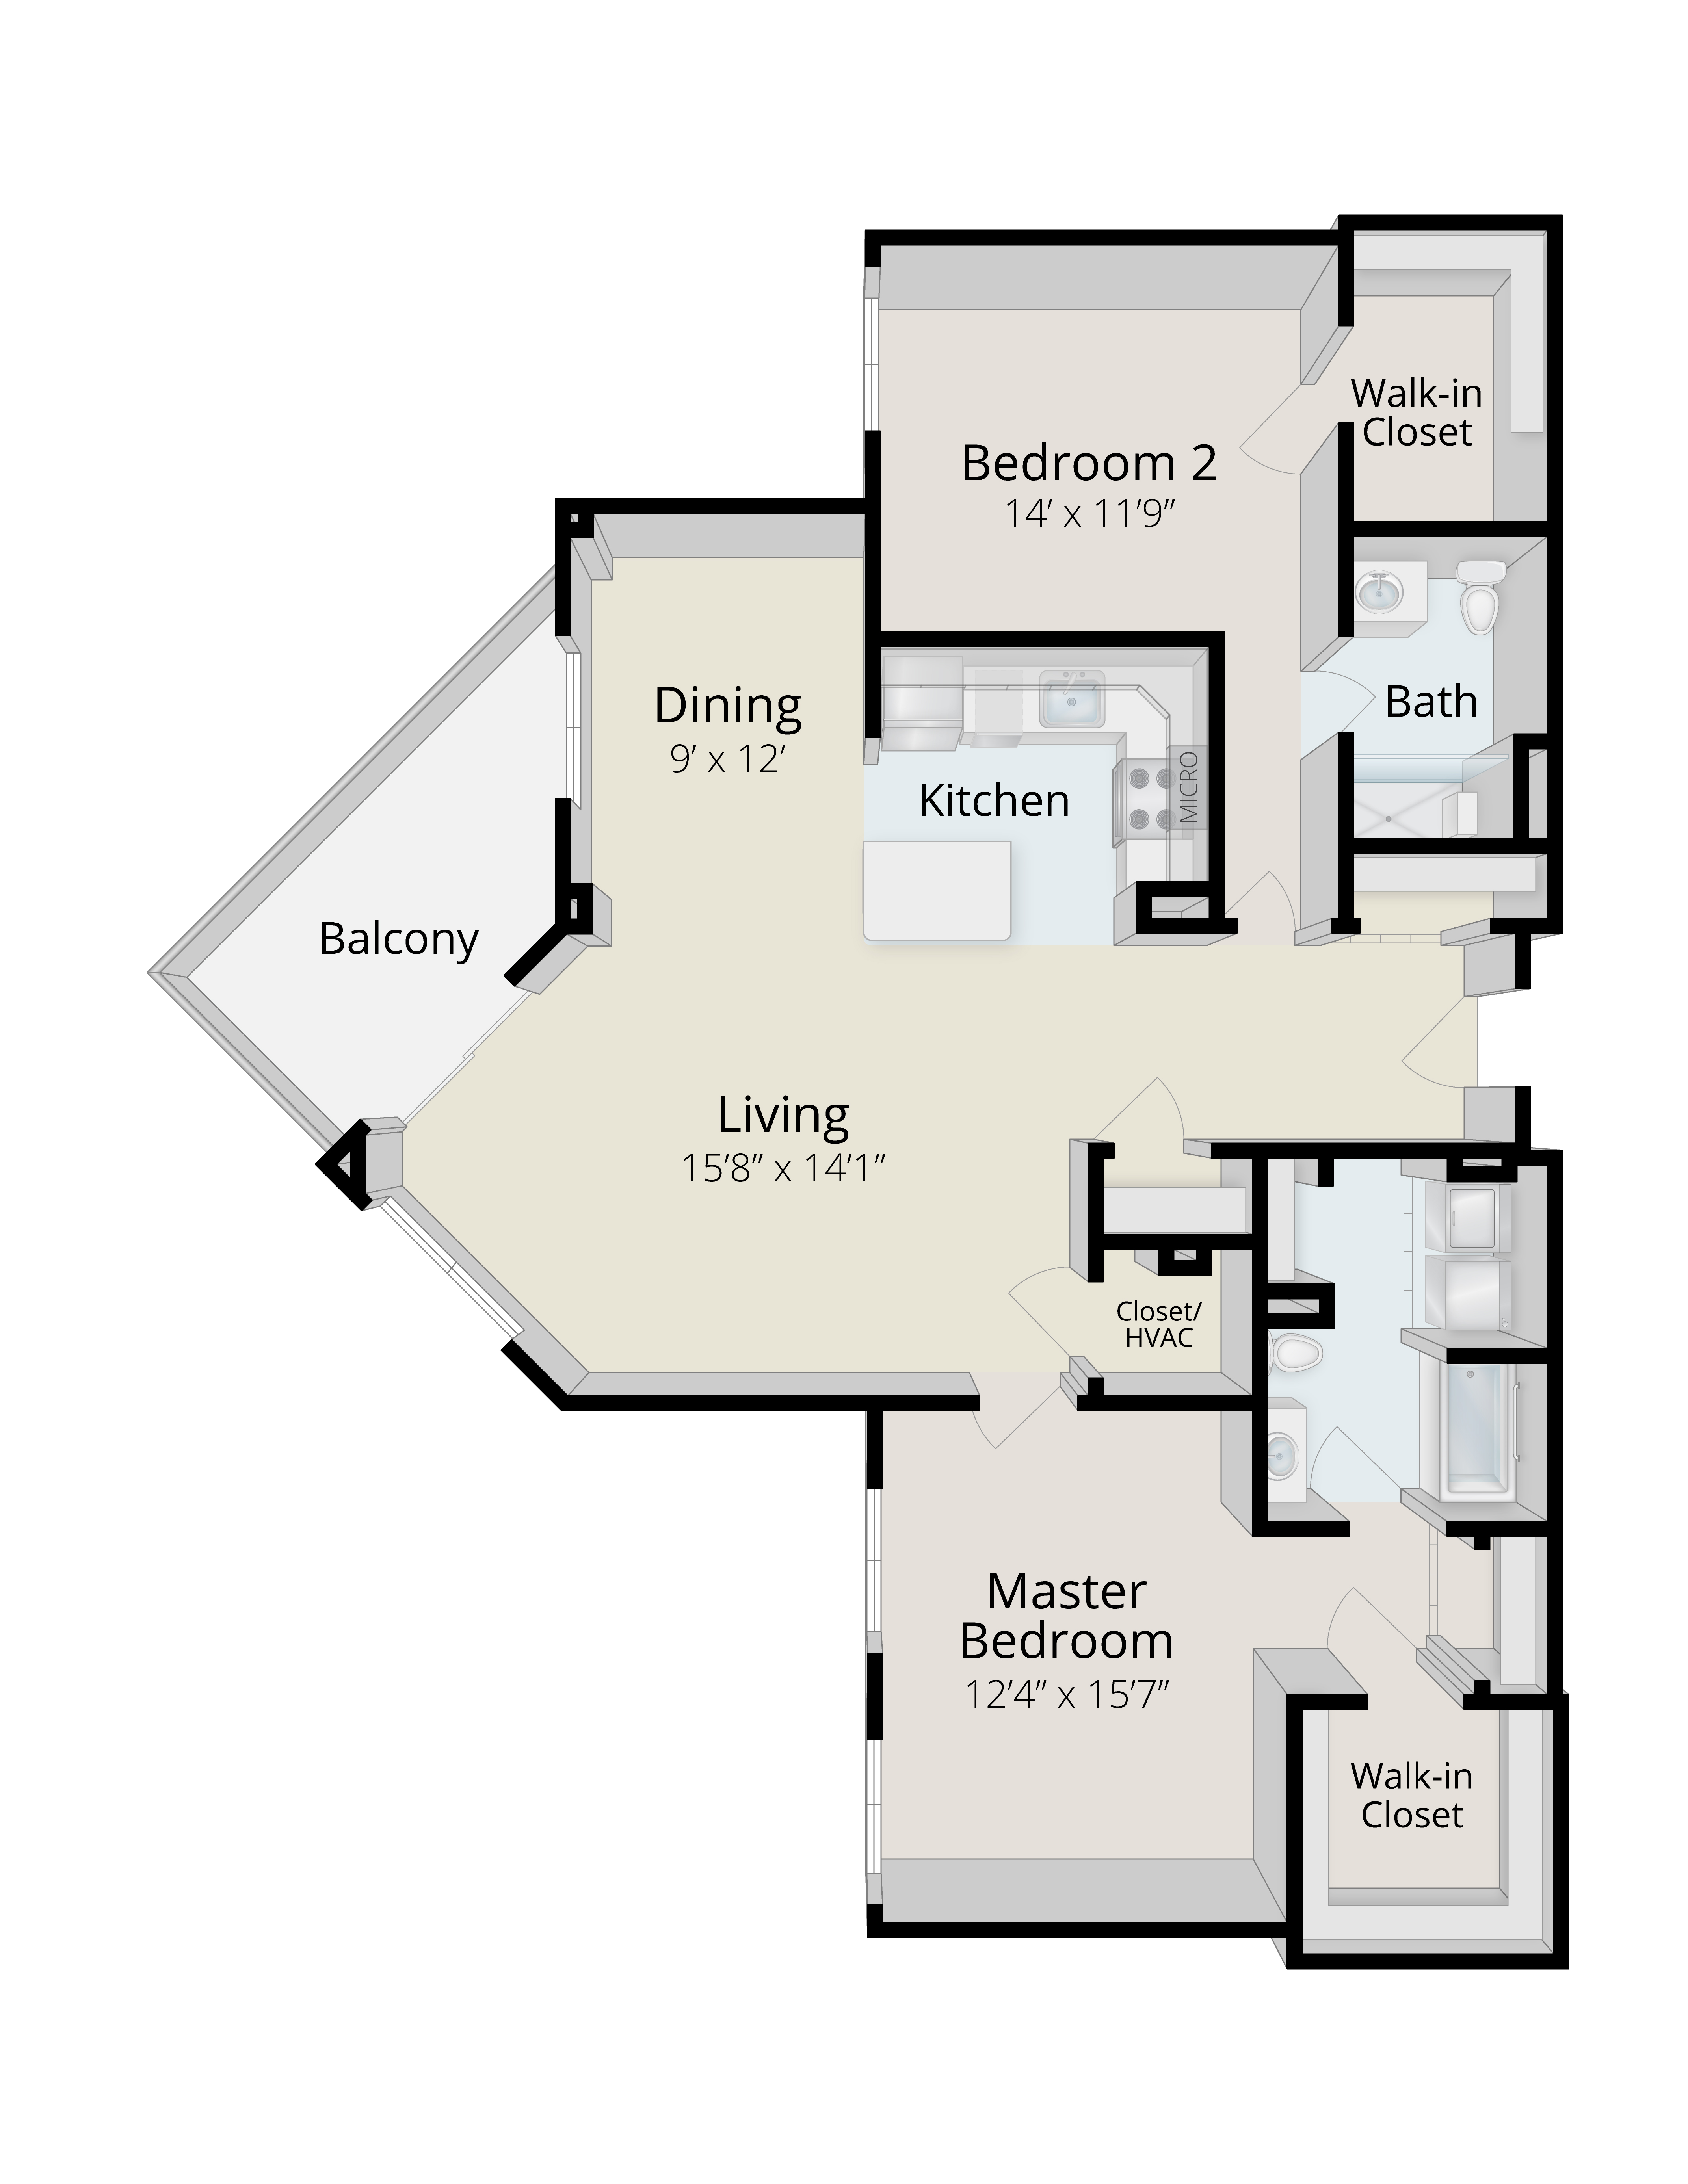 Walk-in
Closet
Bedroom 2
14’ x 11’9”
Bath
Dining
9’ x 12’
Kitchen
MICRO
Balcony
Living
15’8” x 14’1”
Closet/
HVAC
Master
Bedroom
12’4” x 15’7”
Walk-in
Closet